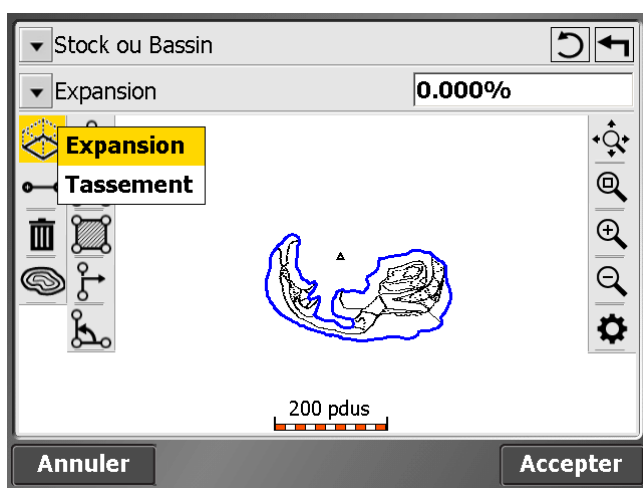 Stock ou Bassin
Expansion 0.000%
Expansion
Tassement
200 pdus
Annuler Accepter